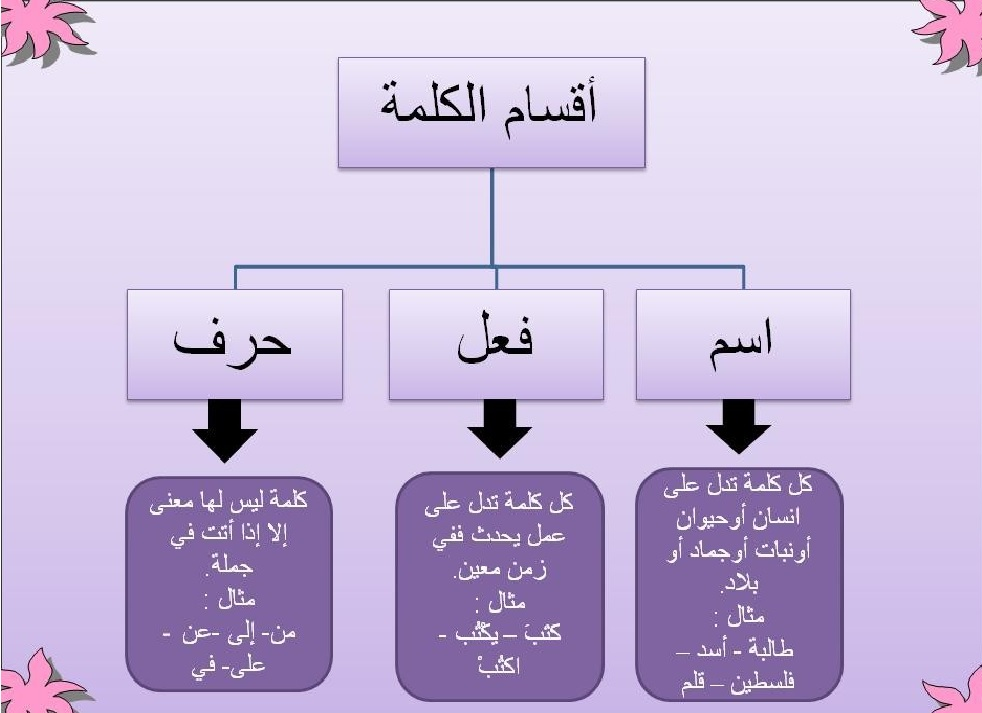 أقسام الكلمة
اسم
فعل
حرف
كل كلمة تدل على
انسان أوحيوان
أونبات أوجماد أو
بلاد.
مثال :
طالبة - أسد –
فلسطين – قلم
كل كلمة تدل على
عمل يحدث ففي
زمن معين.
مثال :
كَتَبَ – يكتُب -
اكتُبْ
كلمة ليس لها معنى
إلا إذا أتت في
جملة.
مثال :
من- إلى -عن -
على- في